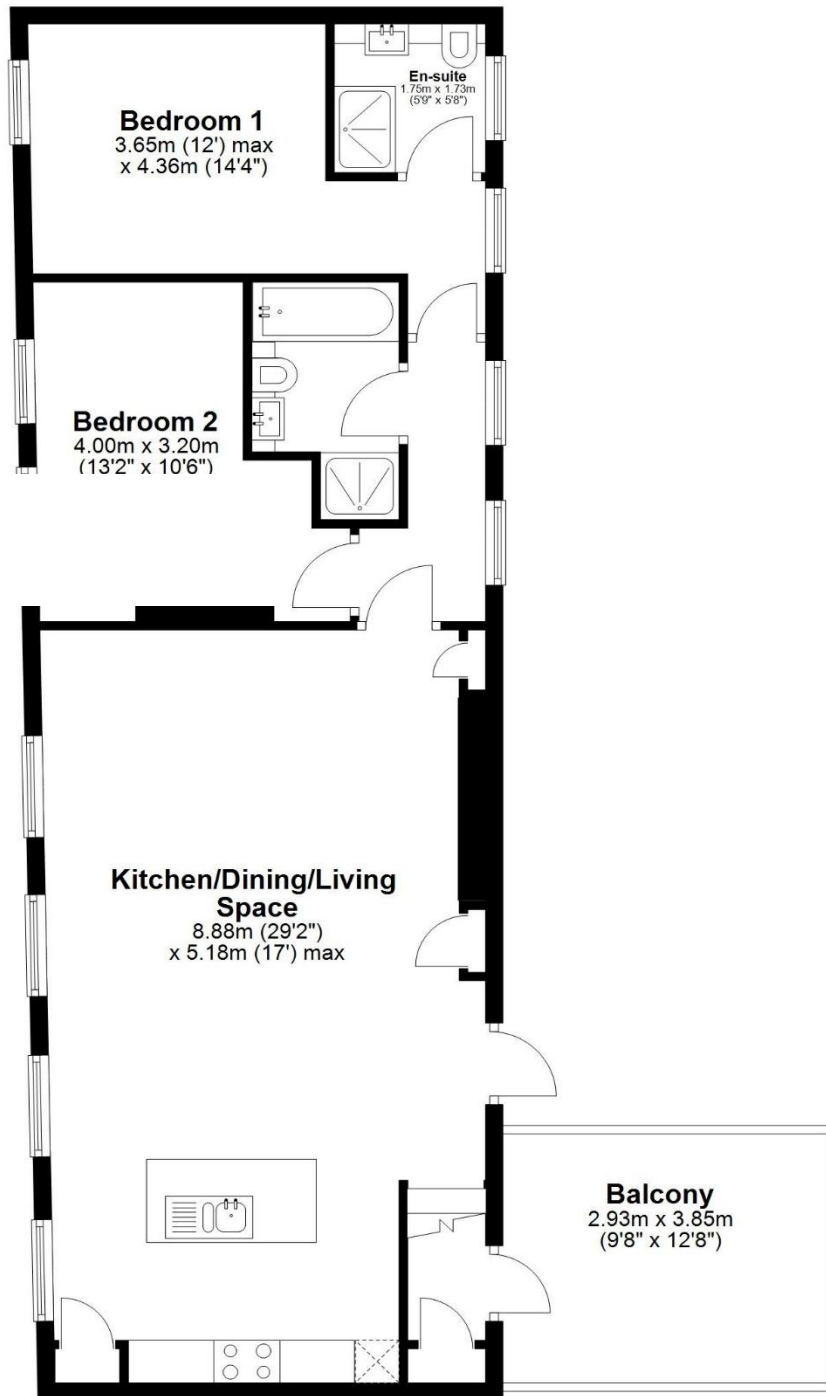 En-suite
1.75m x 1.73m
(5'9" x 5'8")
Bedroom 1
3.65m (12') max
x 4.36m (14'4")
Bedroom 2
4.00m x 3.20m
(13'2" x 10'6")
Kitchen/Dining/Living
Space
8.88m (29'2")
x 5.18m (17') max
Balcony
2.93m x 3.85m
(9'8" x 12'8")